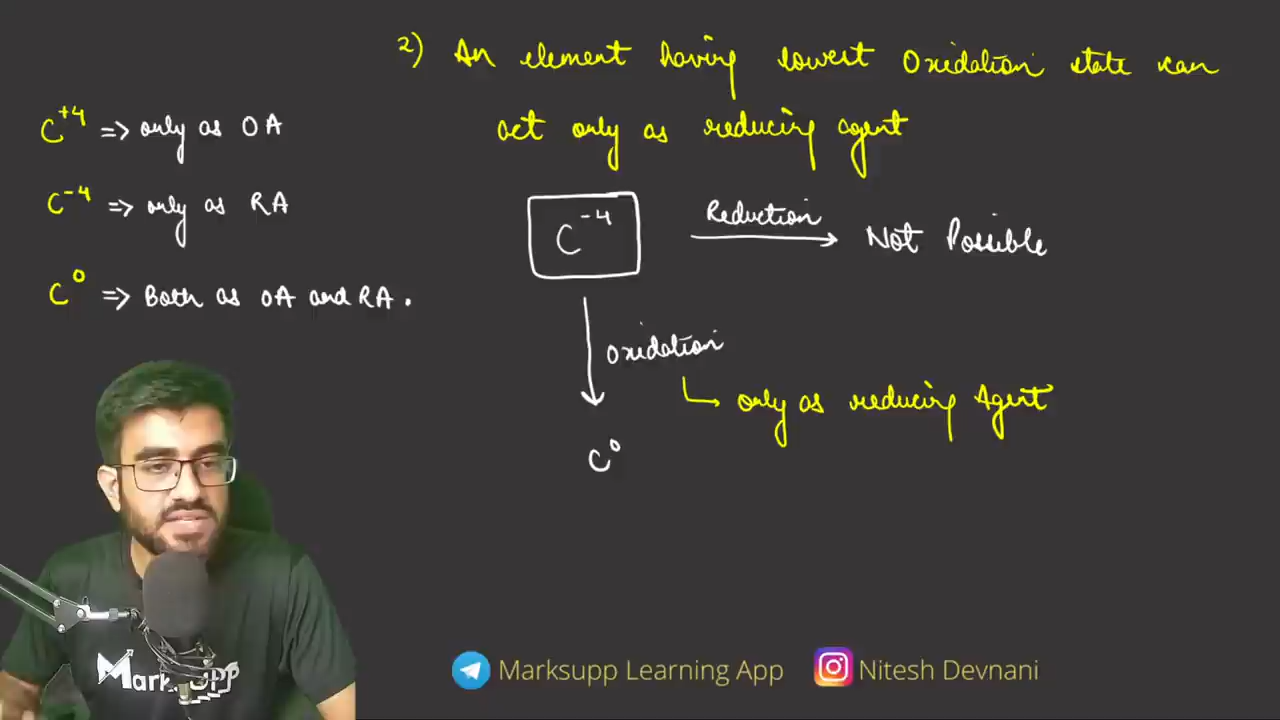 2) An element having lowest Oxidation state can
act only as reducing agent
C+4 => only as OA
C-4 => only as RA
C0 => Both as OA and RA.
C-4 Reduction Not Possible
Oxidation
only as reducing Agent
C0
MarkSUPP
Marksupp Learning App Nitesh Devnani